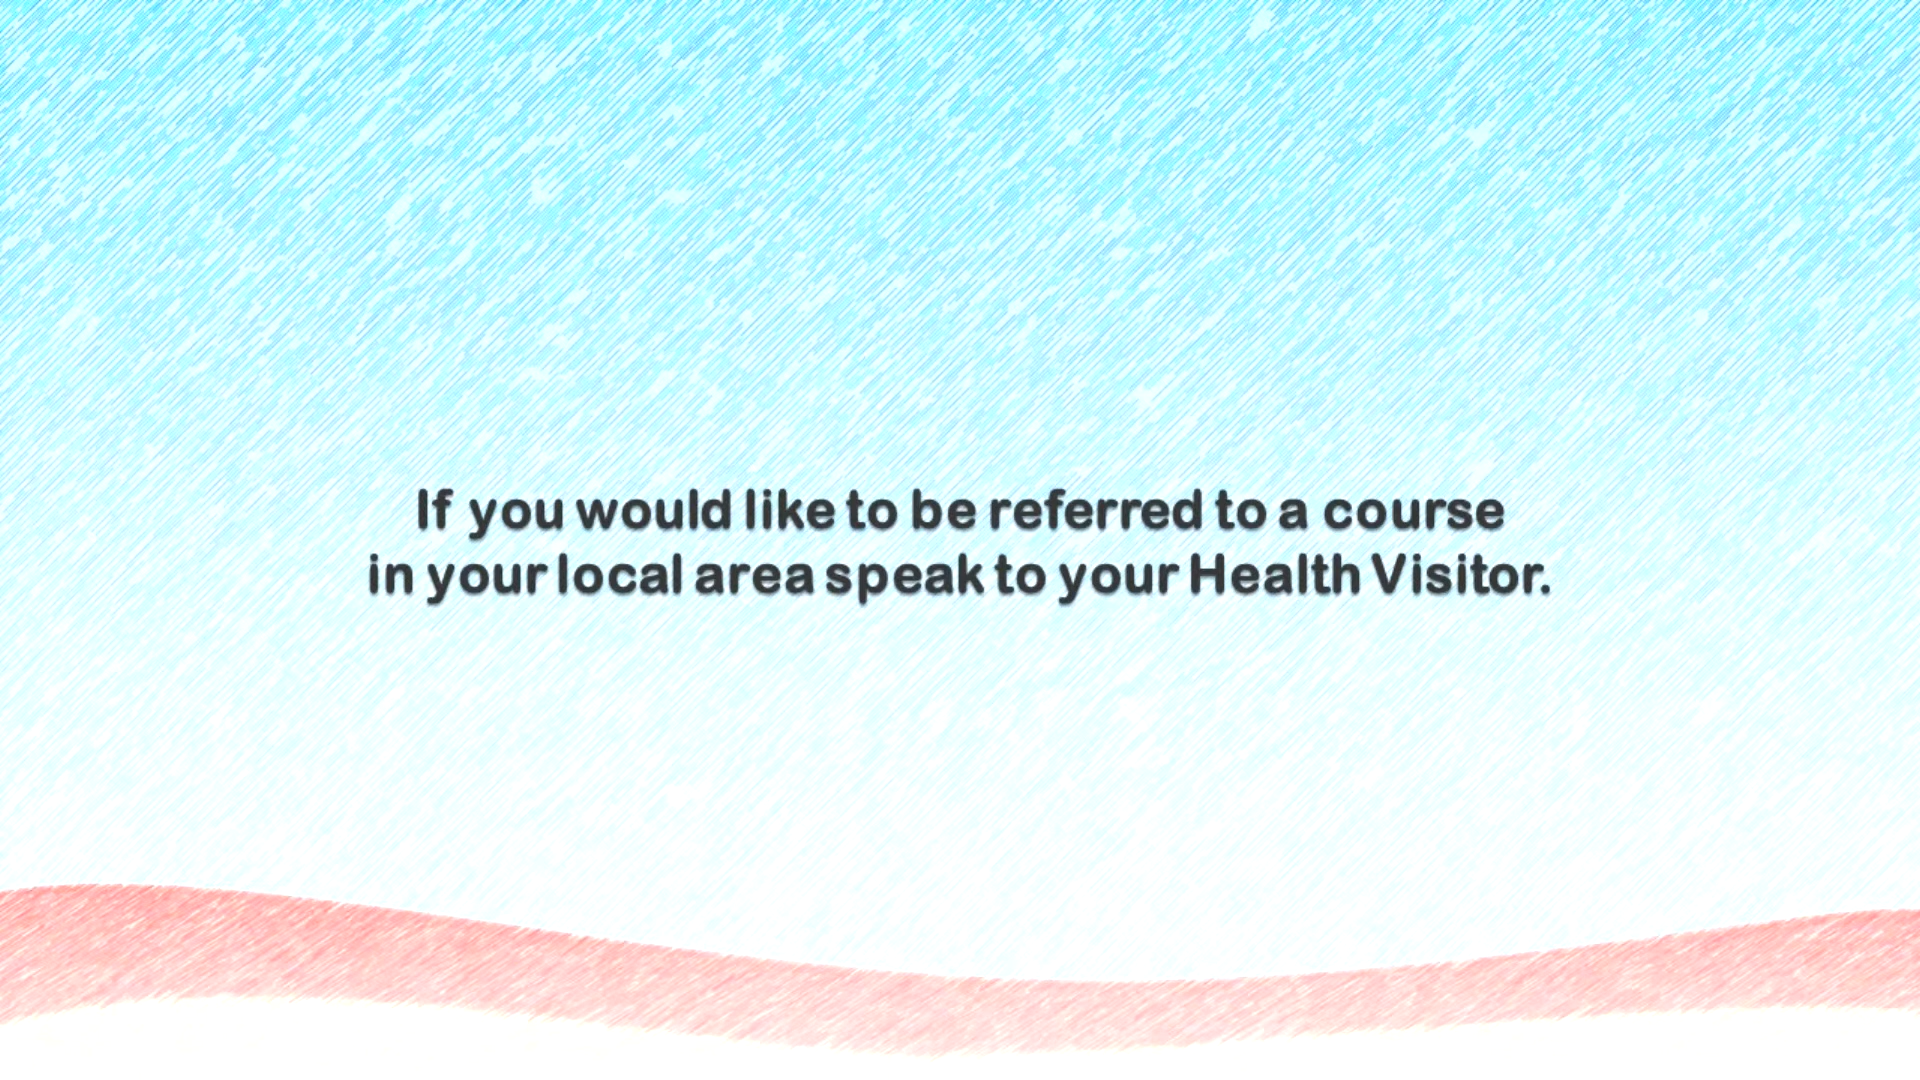 If you would like to be referred to a course
in your local area speak to your Health Visitor.